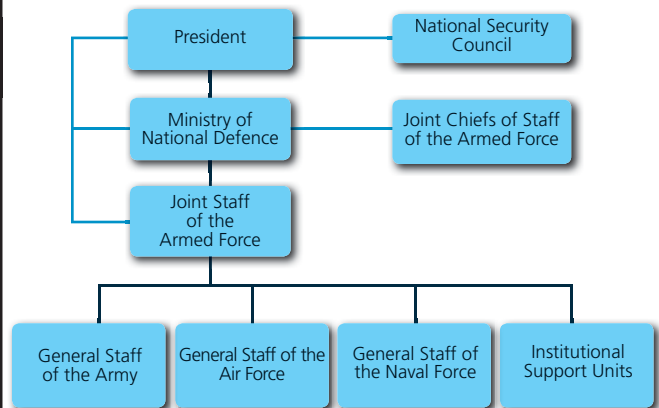 President
National Security
Council
Ministry of
National Defence
Joint Chiefs of Staff
of the Armed Force
Joint Staff
of the
Armed Force
General Staff
of the Army
General Staff of the
Air Force
General Staff of
the Naval Force
Institutional
Support Units